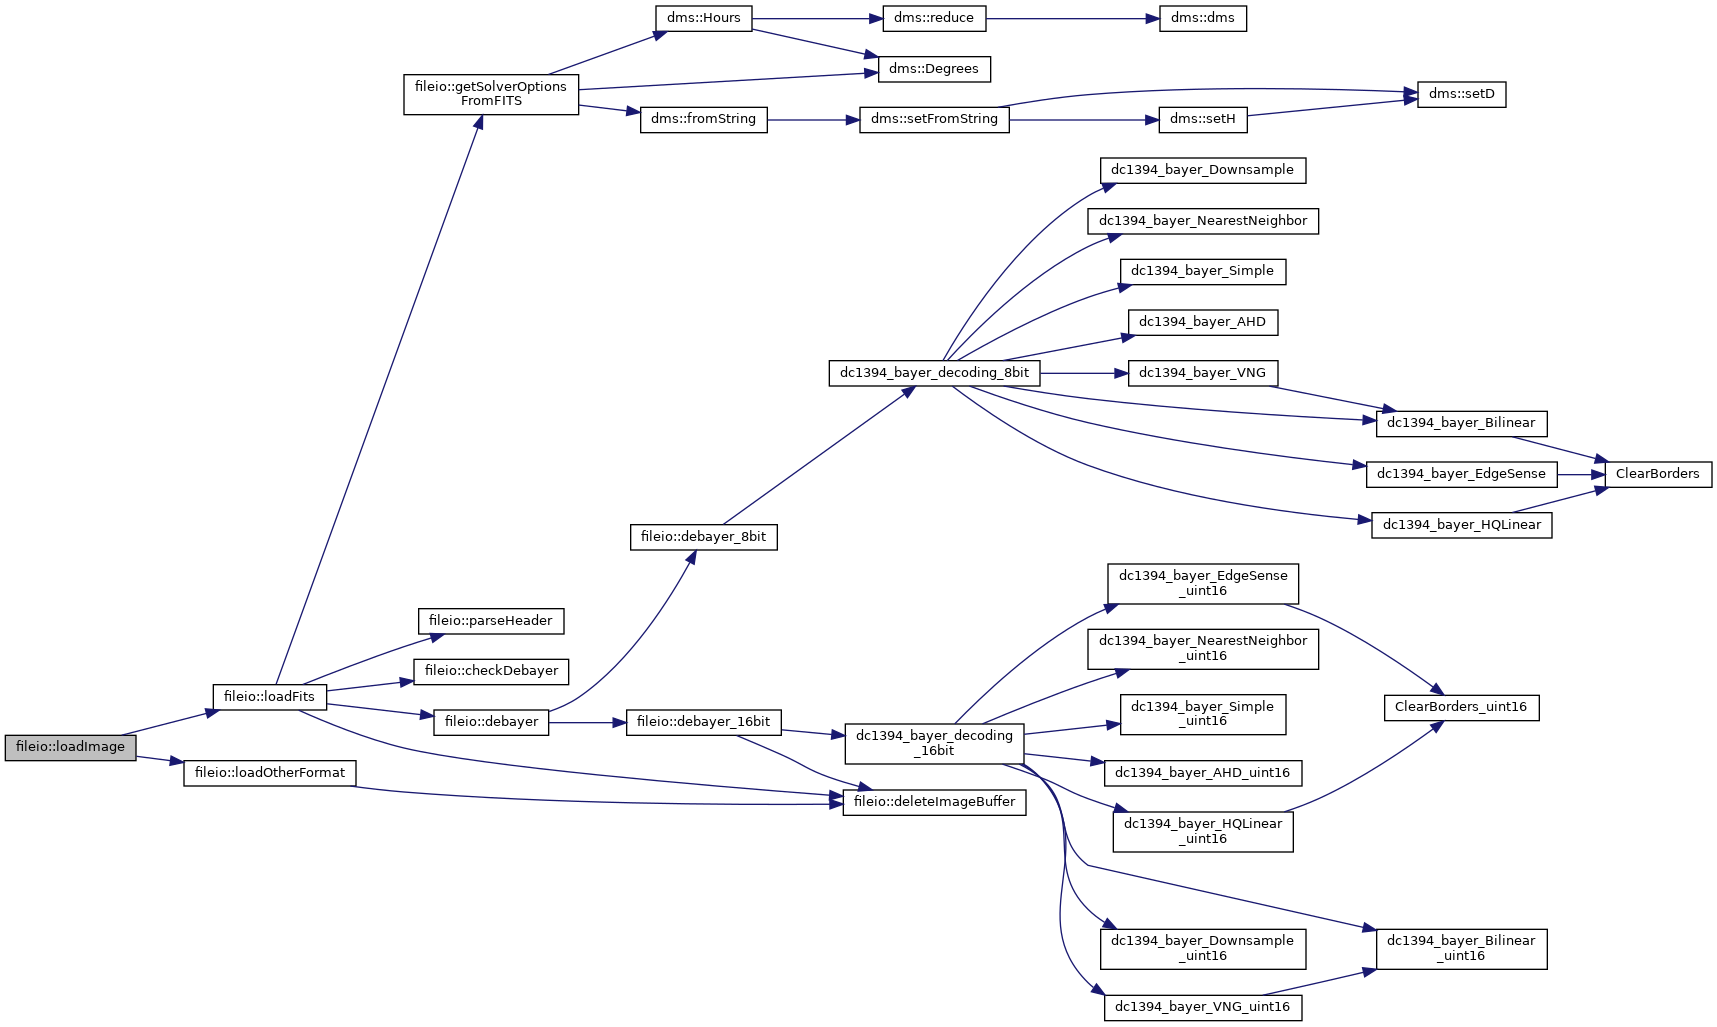 dms::Hours
dms::reduce
dms::dms
fileio::getSolverOptions
FromFITS
dms::Degrees
dms::fromString
dms::setFromString
dms::setH
dms::setD
dc1394_bayer_Downsample
dc1394_bayer_NearestNeighbor
dc1394_bayer_Simple
dc1394_bayer_AHD
dc1394_bayer_decoding_8bit
dc1394_bayer_VNG
dc1394_bayer_Bilinear
dc1394_bayer_EdgeSense
ClearBorders
dc1394_bayer_HQLinear
fileio::debayer_8bit
dc1394_bayer_EdgeSense
_uint16
fileio::parseHeader
dc1394_bayer_NearestNeighbor
_uint16
fileio::checkDebayer
fileio::loadFits
fileio::debayer
fileio::debayer_16bit
dc1394_bayer_decoding
_16bit
dc1394_bayer_Simple
_uint16
ClearBorders_uint16
fileio::loadImage
fileio::loadOtherFormat
dc1394_bayer_AHD_uint16
fileio::deleteImageBuffer
dc1394_bayer_HQLinear
_uint16
dc1394_bayer_Downsample
_uint16
dc1394_bayer_Bilinear
_uint16
dc1394_bayer_VNG_uint16